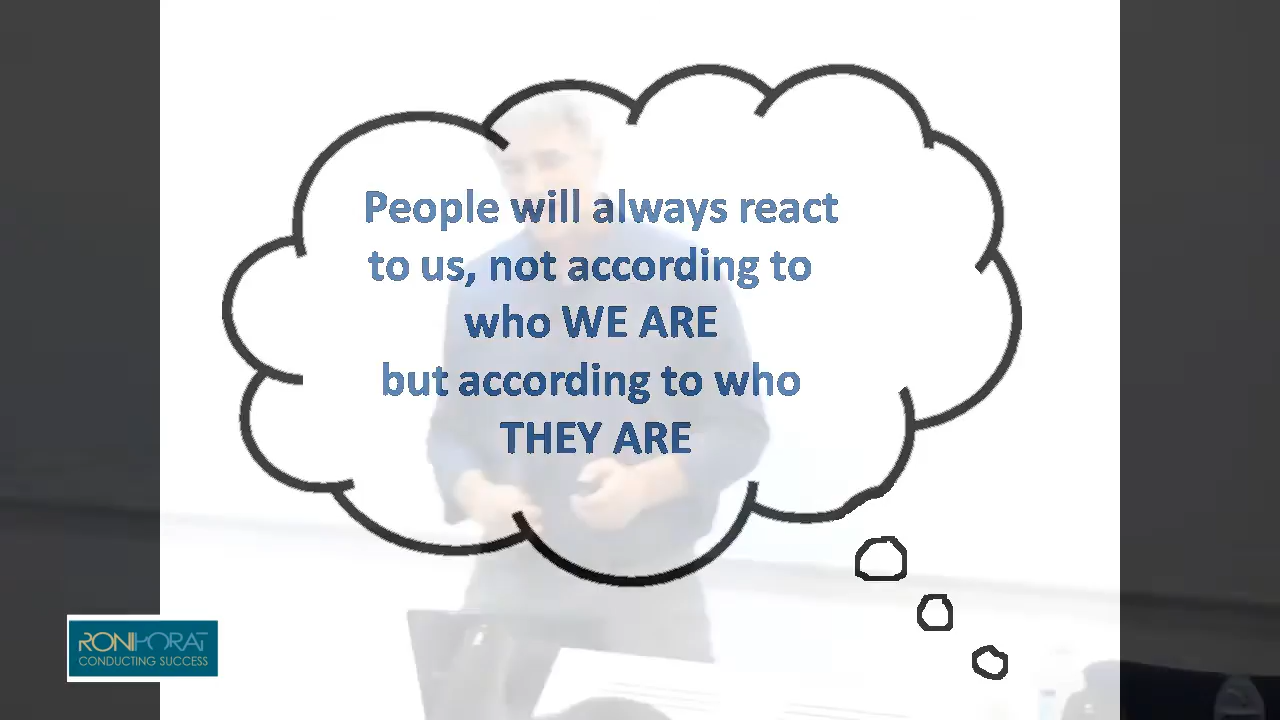 People will always react
to us, not according to
who WE ARE
but according to who
THEY ARE
RONI PORAT
CONDUCTING SUCCESS